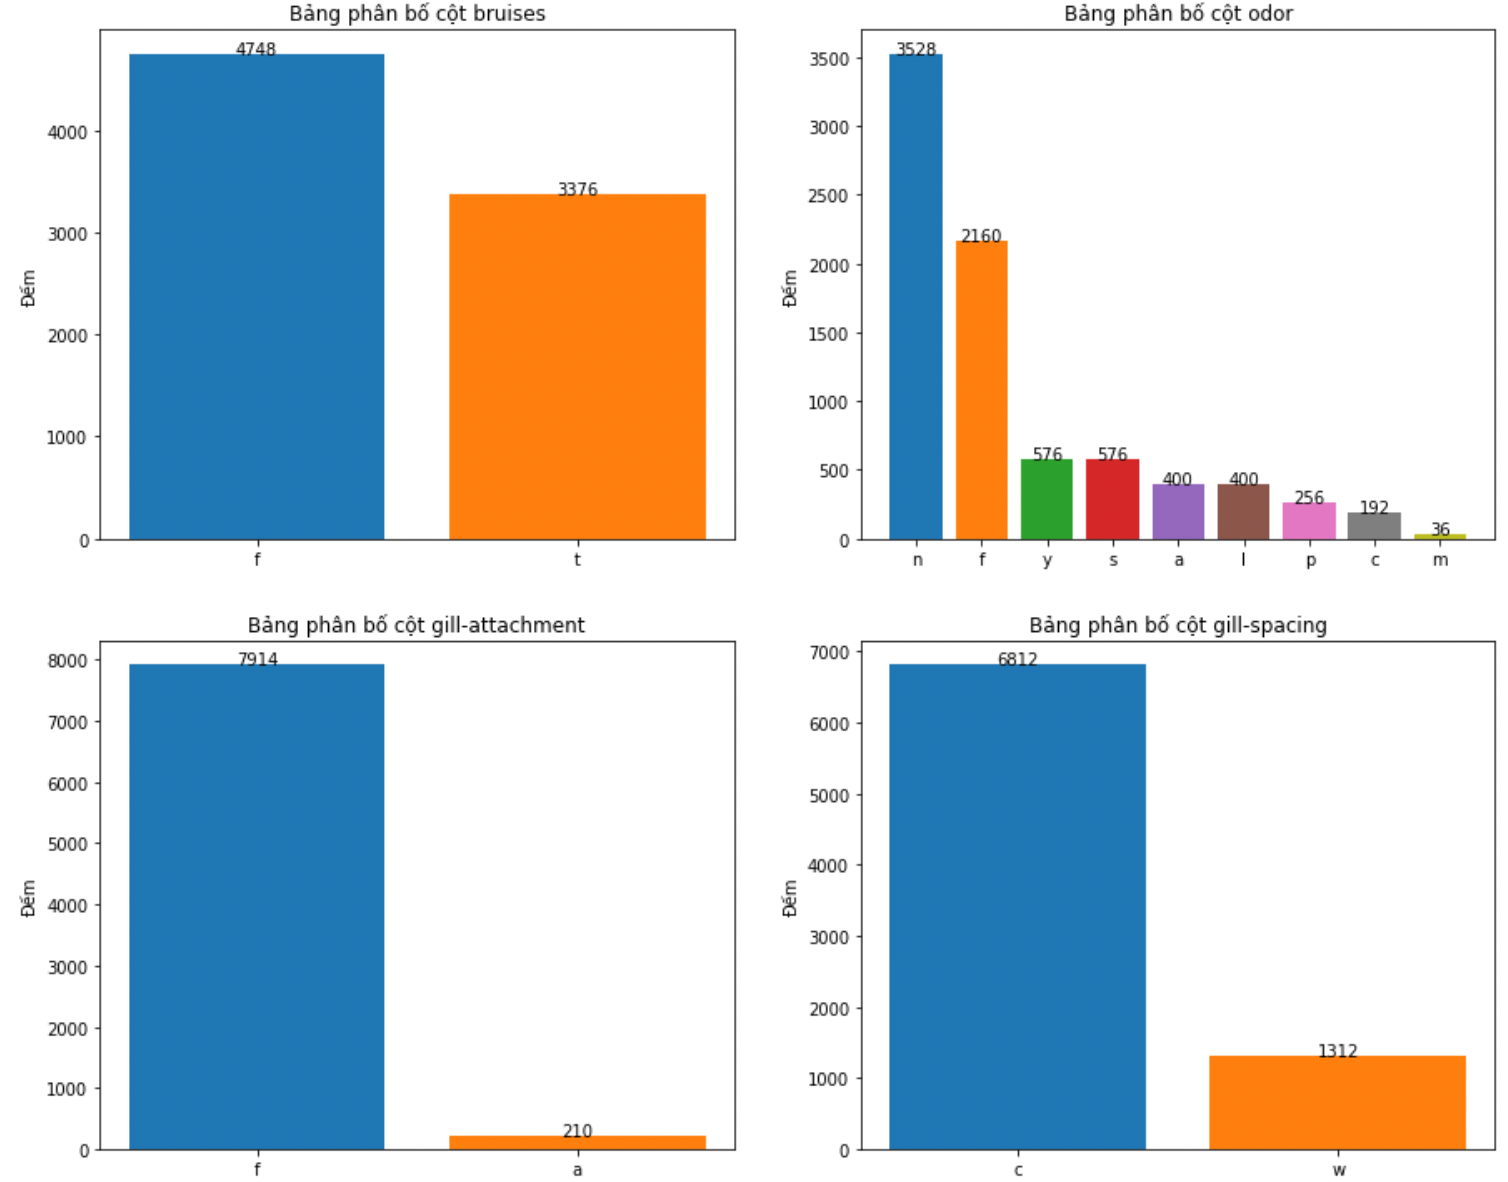 Bảng phân bố cột bruises
4748
3376
4000
3000
2000
1000
0
Đếm
f t
Bảng phân bố cột odor
3528
2160
576 576 400 400 256 192 36
3500
3000
2500
2000
1500
1000
500
0
Đếm
n f y s a l p c m
Bảng phân bố cột gill-attachment
7914
210
8000
7000
6000
5000
4000
3000
2000
1000
0
Đếm
f a
Bảng phân bố cột gill-spacing
6812
1312
7000
6000
5000
4000
3000
2000
1000
0
Đếm
c w